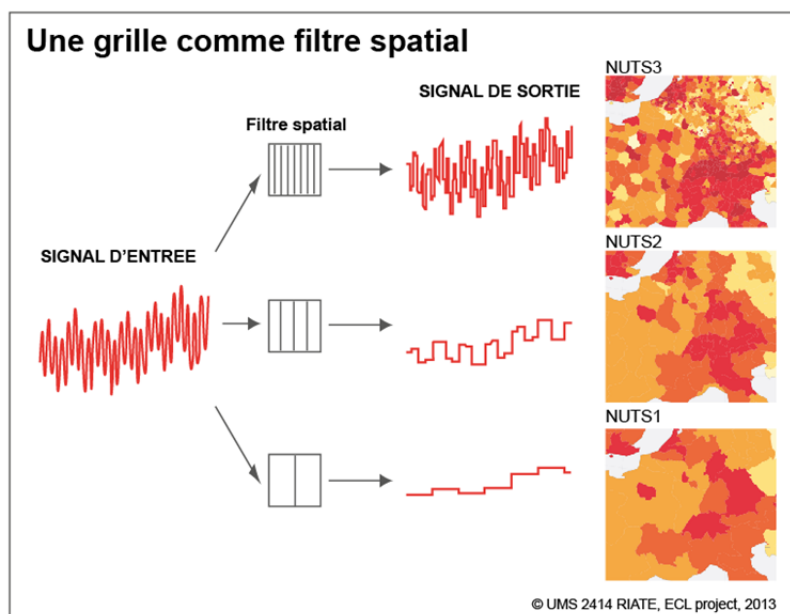 Une grille comme filtre spatial
NUTS3
SIGNAL DE SORTIE
Filtre spatial
SIGNAL D'ENTREE
NUTS2
NUTS1
© UMS 2414 RIATE, ECL project, 2013